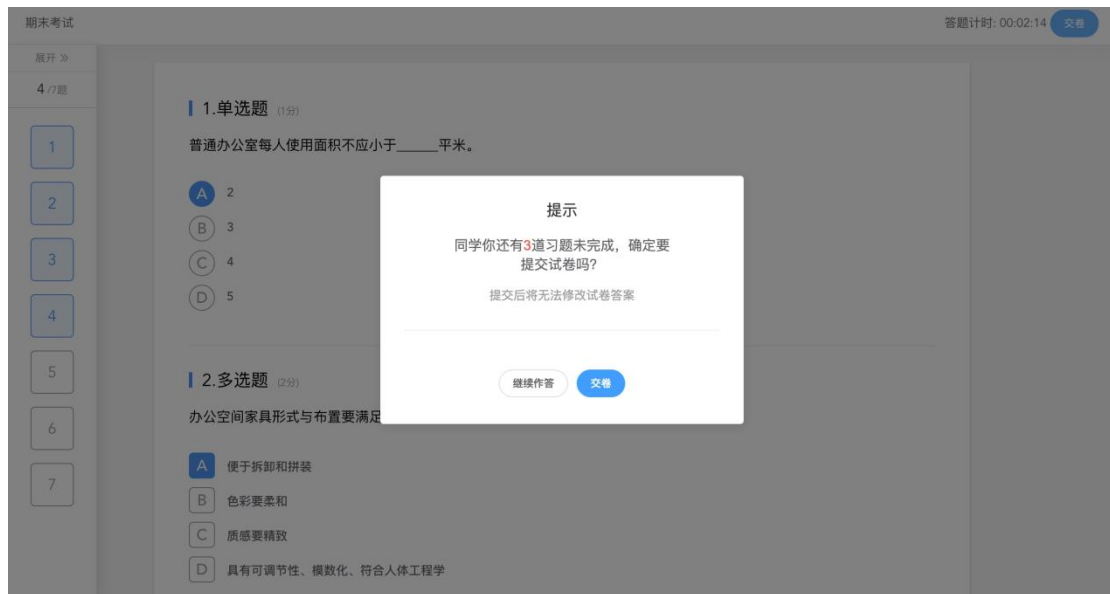 期末考试
答题计时: 00:02:14 交卷
展开 »
4 /7题
1
2
3
4
5
6
7
1.单选题 (1分)
普通办公室每人使用面积不应小于_____平米。
A 2
B 3
C 4
D 5
提示
同学你还有3道习题未完成，确定要
提交试卷吗?
提交后将无法修改试卷答案
继续作答 交卷
2.多选题 (2分)
办公空间家具形式与布置要满足
A 便于拆卸和拼装
B 色彩要柔和
C 质感要精致
D 具有可调节性、模数化、符合人体工程学